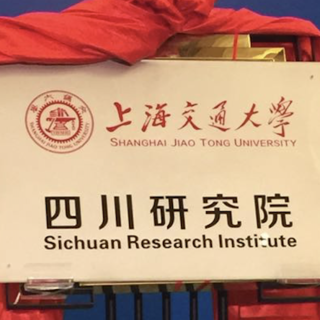 上海交通大學
SHANGHAI JIAO TONG UNIVERSITY
四川研究院
Sichuan Research Institute